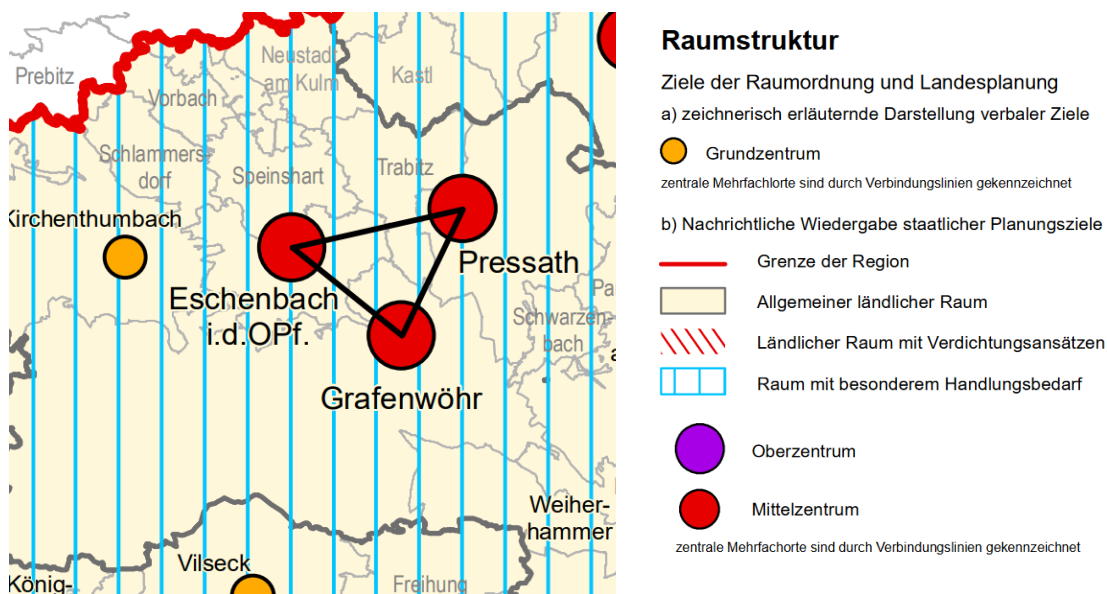 Prebitz
Vorbach
Neustadt
am Kulm
Kastl
Schlammers-
dorf
Speinshart
Trabitz
Kirchenthumbach
Pressath
Eschenbach
i.d.OPf.
Schwarzen-
bach
Grafenwöhr
Weiher-
hammer
Vilseck
König-
Freihung
Raumstruktur
Ziele der Raumordnung und Landesplanung
a) zeichnerisch erläuternde Darstellung verbaler Ziele
Grundzentrum
zentrale Mehrfachlorte sind durch Verbindungslinien gekennzeichnet
b) Nachrichtliche Wiedergabe staatlicher Planungsziele
Grenze der Region
Allgemeiner ländlicher Raum
Ländlicher Raum mit Verdichtungsansätzen
Raum mit besonderem Handlungsbedarf
Oberzentrum
Mittelzentrum
zentrale Mehrfachorte sind durch Verbindungslinien gekennzeichnet